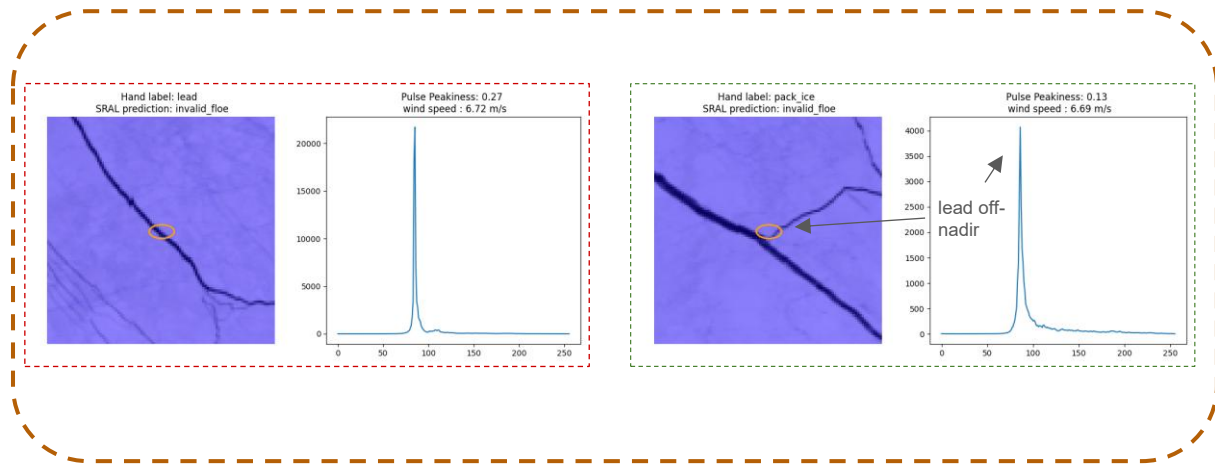 Hand label: lead
SRAL prediction: invalid_floe
Pulse Peakiness: 0.27
wind speed : 6.72 m/s
20000
15000
10000
5000
0
0 50 100 150 200 250
Hand label: pack_ice
SRAL prediction: invalid_floe
Pulse Peakiness: 0.13
wind speed : 6.69 m/s
4000
3500
3000
2500
2000
1500
1000
500
0
0 50 100 150 200 250
lead off-
nadir